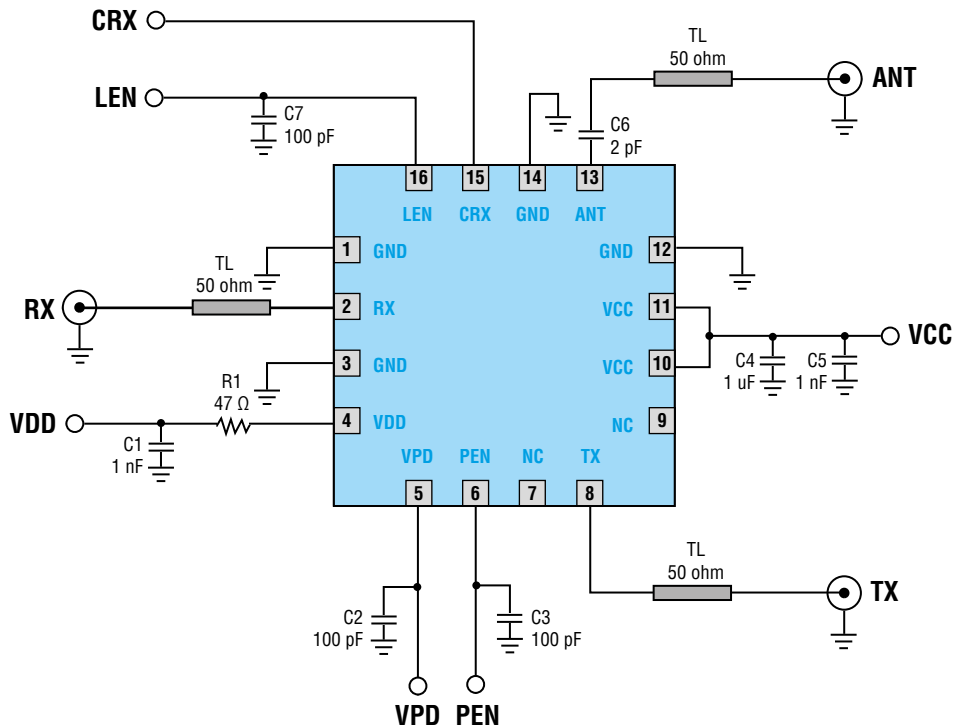 CRX
TL
50 ohm
ANT
LEN
C7
100 pF
C6
2 pF
16
15
14
13
LEN
CRX
GND
ANT
1
GND
GND
12
TL
50 ohm
RX
2
RX
VCC
11
VCC
3
GND
VCC
10
C4
1 uF
C5
1 nF
R1
47 Ω
VDD
4
VDD
NC
9
C1
1 nF
VPD
PEN
NC
TX
5
6
7
8
TL
50 ohm
TX
C2
100 pF
C3
100 pF
VPD
PEN